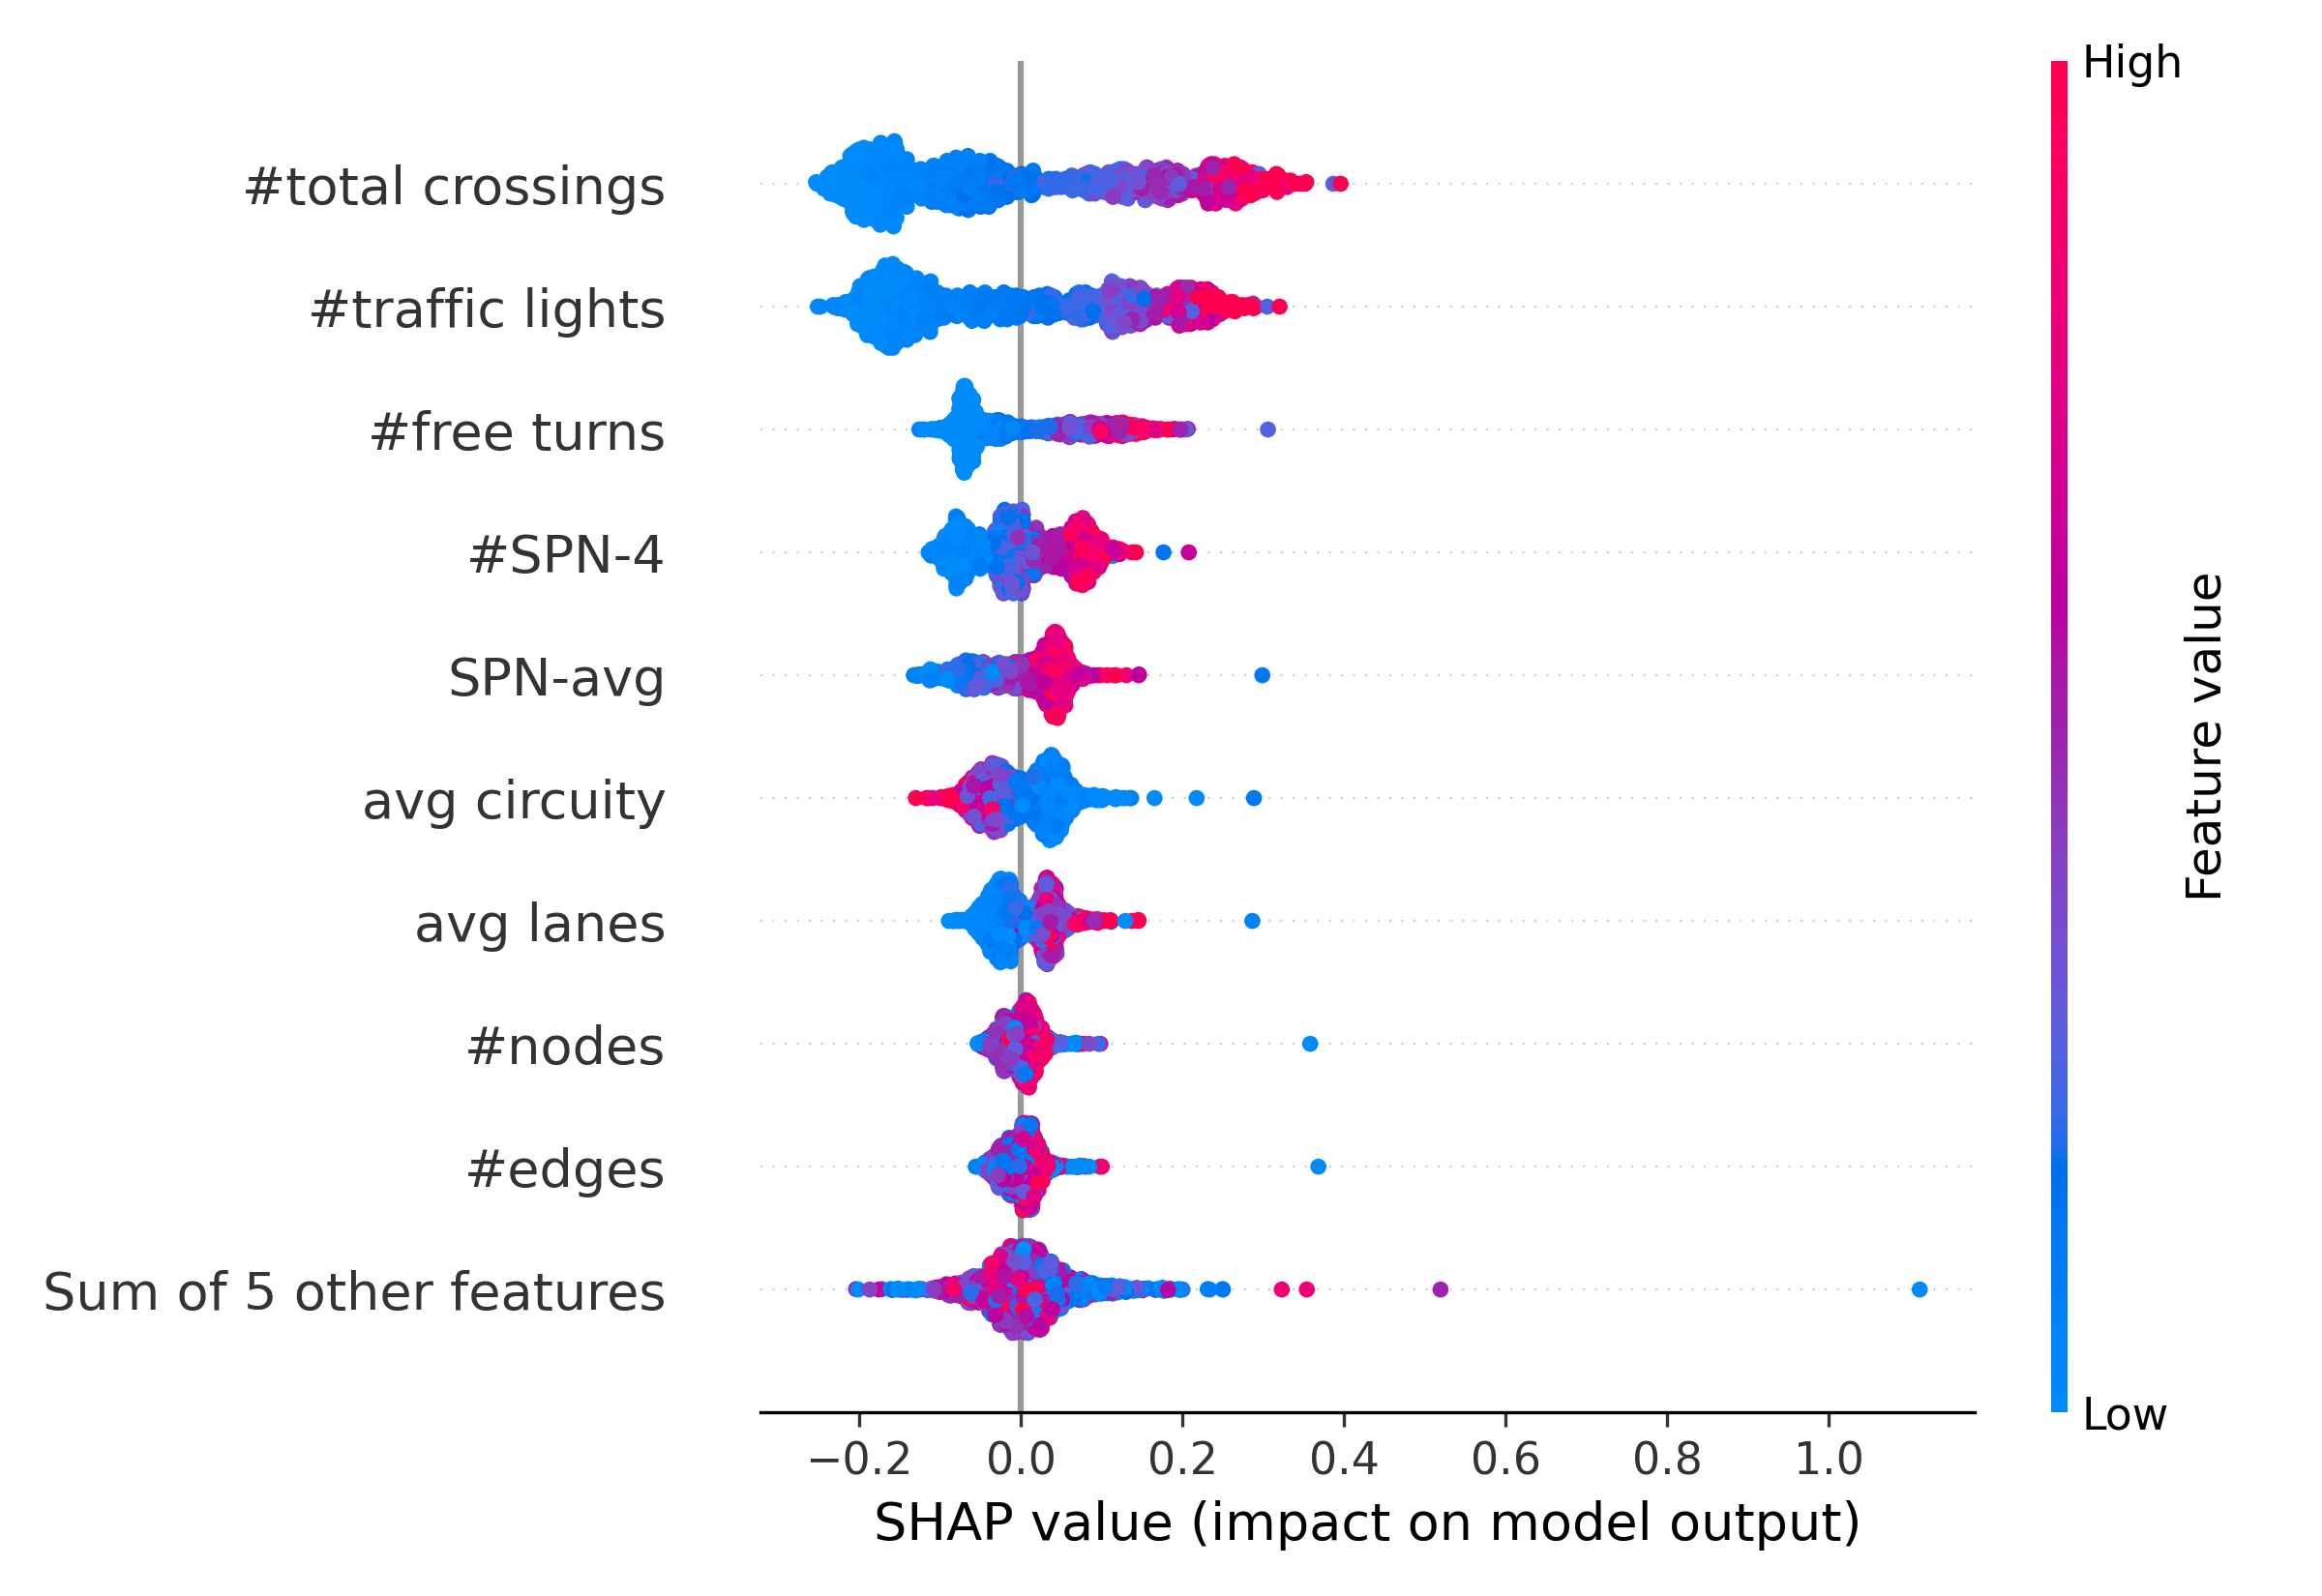 High
#total crossings
#traffic lights
#free turns
#SPN-4
SPN-avg
avg circuity
avg lanes
#nodes
#edges
Sum of 5 other features
Feature value
Low
−0.2 0.0 0.2 0.4 0.6 0.8 1.0
SHAP value (impact on model output)